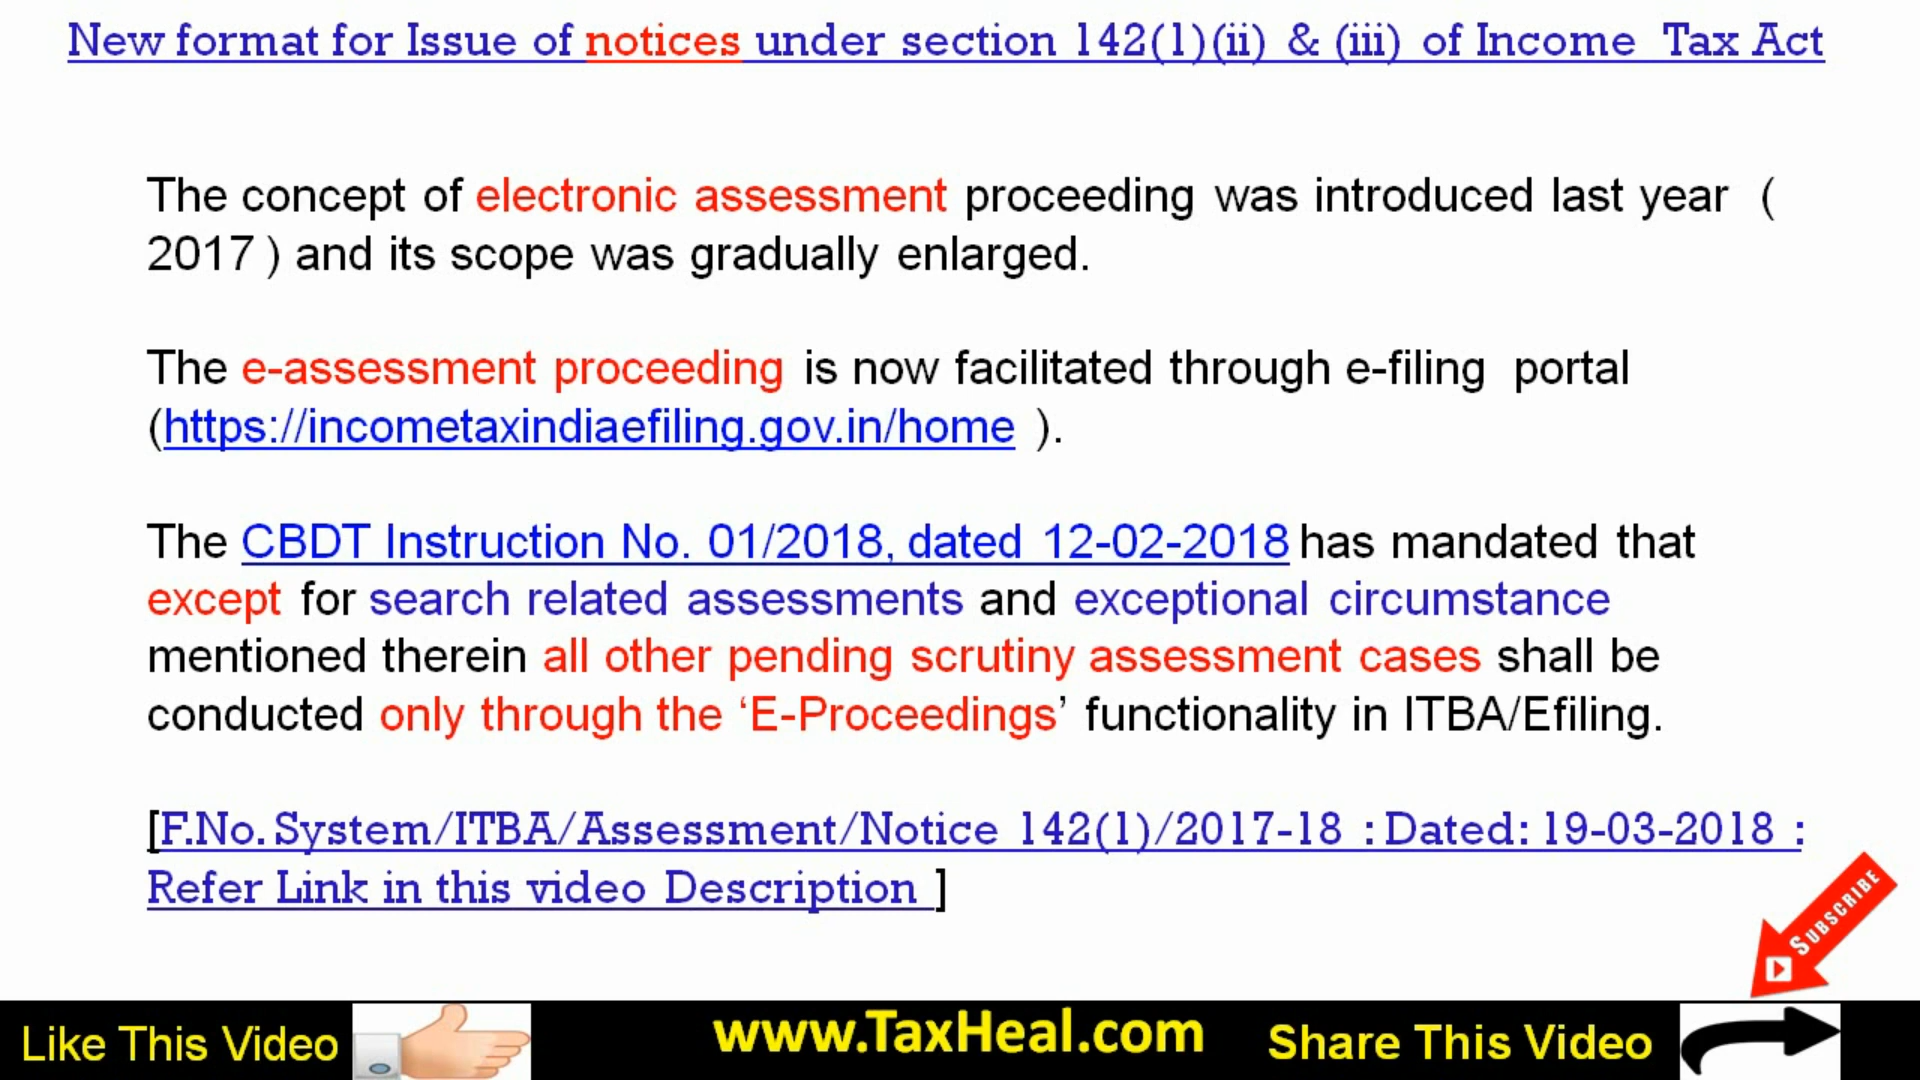 New format for Issue of notices under section 142(1)(ii) & (iii) of Income Tax Act
The concept of electronic assessment proceeding was introduced last year (
2017 ) and its scope was gradually enlarged.
The e-assessment proceeding is now facilitated through e-filing portal
(https://incometaxindiaefiling.gov.in/home ).
The CBDT Instruction No. 01/2018, dated 12-02-2018 has mandated that
except for search related assessments and exceptional circumstance
mentioned therein all other pending scrutiny assessment cases shall be
conducted only through the ‘E-Proceedings’ functionality in ITBA/Efiling.
[F.No. System/ITBA/Assessment/Notice 142(1)/2017-18 : Dated: 19-03-2018 :
Refer Link in this video Description ]
SUBSCRIBE
Like This Video
www.TaxHeal.com
Share This Video